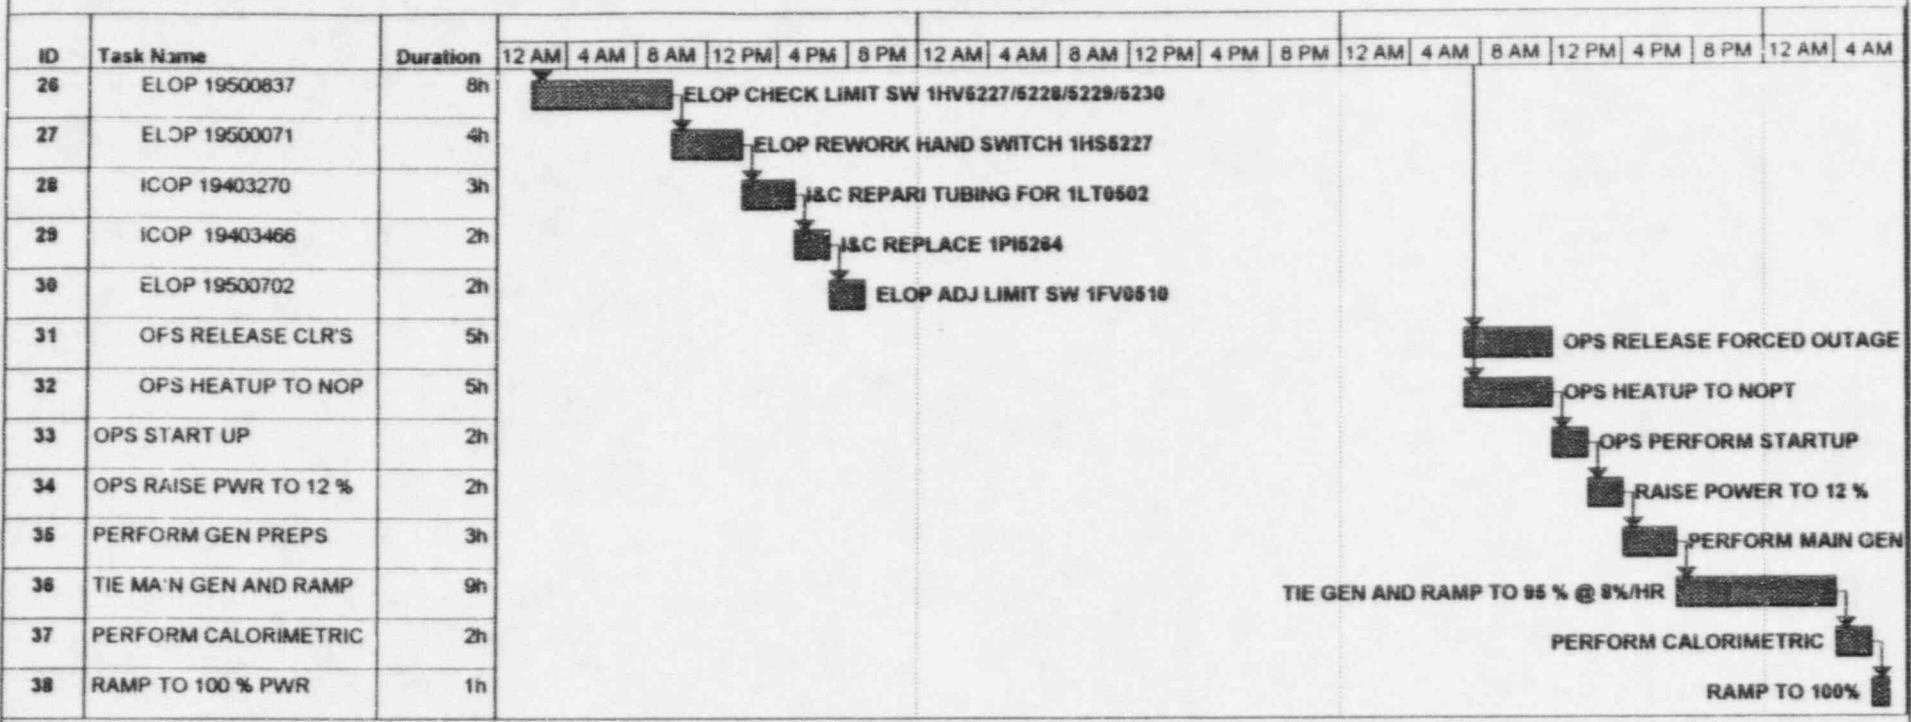 ID Task Name Duration 12 AM 4 AM 8 AM 12 PM 4 PM 8 PM 12 AM 4 AM 8 AM 12 PM 4 PM 8 PM 12 AM 4 AM 8 AM 12 PM 4 PM 8 PM 12 AM 4 AM
26 ELOP 19500837 8h ELOP CHECK LIMIT SW 1HV5227/5228/5229/5230
27 ELOP 19500071 4h ELOP REWORK HAND SWITCH 1HS5227
28 ICOP 19403270 3h I&C REPARI TUBING FOR 1LT0502
29 ICOP 19403466 2h I&C REPLACE 1PI5264
30 ELOP 19500702 2h ELOP ADJ LIMIT SW 1FV0510
31 OPS RELEASE CLR'S 5h OPS RELEASE FORCED OUTAGE
32 OPS HEATUP TO NOP 5h OPS HEATUP TO NOPT
33 OPS START UP 2h OPS PERFORM STARTUP
34 OPS RAISE PWR TO 12 % 2h RAISE POWER TO 12 %
35 PERFORM GEN PREPS 3h PERFORM MAIN GEN
36 TIE MAIN GEN AND RAMP 9h TIE GEN AND RAMP TO 95 % @ 8%/HR
37 PERFORM CALORIMETRIC 2h PERFORM CALORIMETRIC
38 RAMP TO 100 % PWR 1h RAMP TO 100%